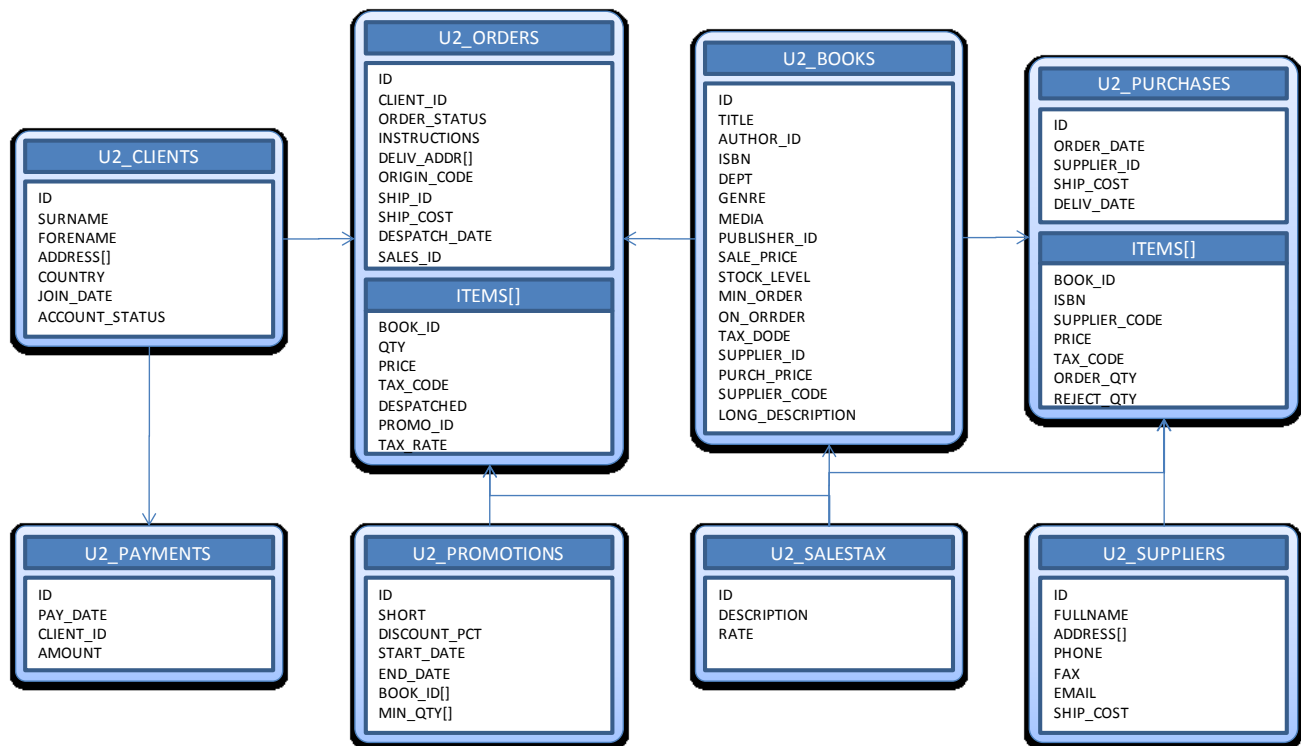 U2_ORDERS
ID
CLIENT_ID
ORDER_STATUS
INSTRUCTIONS
DELIV_ADDR[]
ORIGIN_CODE
SHIP_ID
SHIP_COST
DESPATCH_DATE
SALES_ID
ITEMS[]
BOOK_ID
QTY
PRICE
TAX_CODE
DESPATCHED
PROMO_ID
TAX_RATE
U2_BOOKS
ID
TITLE
AUTHOR_ID
ISBN
DEPT
GENRE
MEDIA
PUBLISHER_ID
SALE_PRICE
STOCK_LEVEL
MIN_ORDER
ON_ORRDER
TAX_DODE
SUPPLIER_ID
PURCH_PRICE
SUPPLIER_CODE
LONG_DESCRIPTION
U2_PURCHASES
ID
ORDER_DATE
SUPPLIER_ID
SHIP_COST
DELIV_DATE
ITEMS[]
BOOK_ID
ISBN
SUPPLIER_CODE
PRICE
TAX_CODE
ORDER_QTY
REJECT_QTY
U2_CLIENTS
ID
SURNAME
FORENAME
ADDRESS[]
COUNTRY
JOIN_DATE
ACCOUNT_STATUS
U2_PAYMENTS
ID
PAY_DATE
CLIENT_ID
AMOUNT
U2_PROMOTIONS
ID
SHORT
DISCOUNT_PCT
START_DATE
END_DATE
BOOK_ID[]
MIN_QTY[]
U2_SALESTAX
ID
DESCRIPTION
RATE
U2_SUPPLIERS
ID
FULLNAME
ADDRESS[]
PHONE
FAX
EMAIL
SHIP_COST